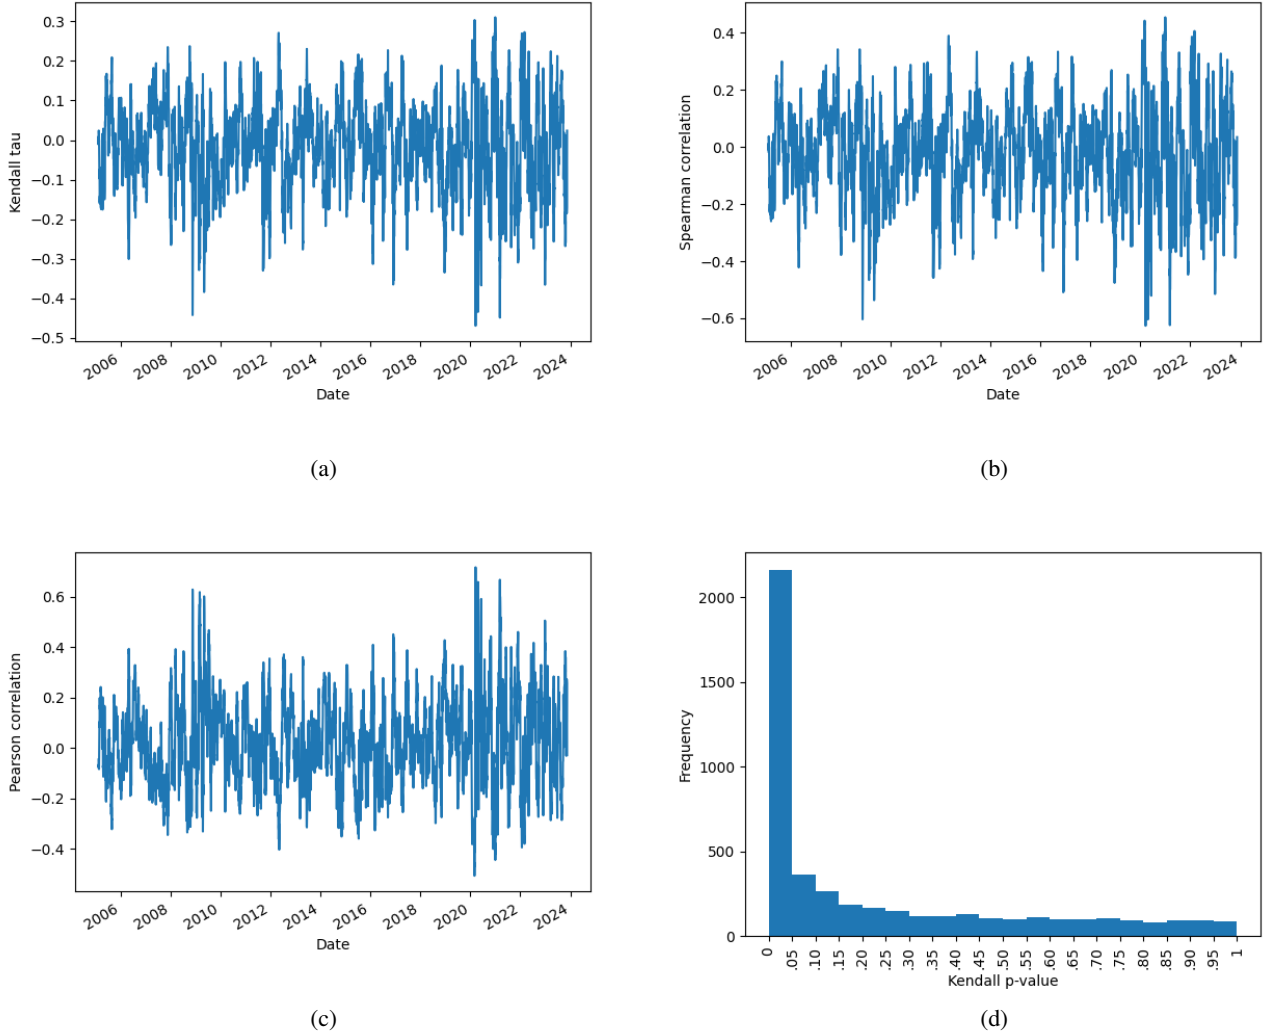 0.3
0.2
0.1
0.0
−0.1
−0.2
−0.3
−0.4
−0.5
Kendall tau
2006 2008 2010 2012 2014 2016 2018 2020 2022 2024
Date
(a)
0.4
0.2
0.0
−0.2
−0.4
−0.6
Spearman correlation
2006 2008 2010 2012 2014 2016 2018 2020 2022 2024
Date
(b)
0.6
0.4
0.2
0.0
−0.2
−0.4
Pearson correlation
2006 2008 2010 2012 2014 2016 2018 2020 2022 2024
Date
(c)
2000
1500
1000
500
0
Frequency
0 .05 .10 .15 .20 .25 .30 .35 .40 .45 .50 .55 .60 .65 .70 .75 .80 .85 .90 .95 1
Kendall p-value
(d)